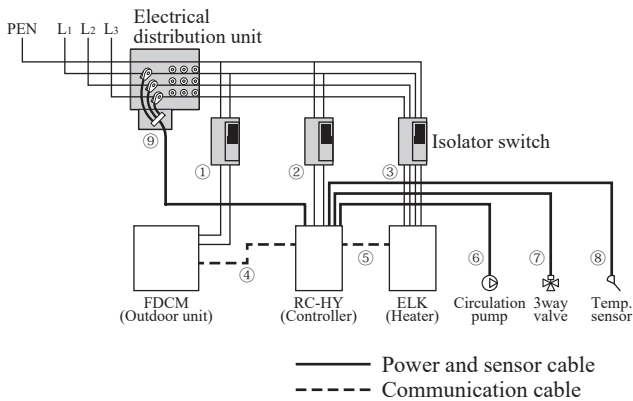 Electrical
distribution unit
PEN L1 L2 L3
Isolator switch
⑨
①
②
③
④
⑤
⑥
⑦
⑧
FDCM
(Outdoor unit)
RC-HY
(Controller)
ELK
(Heater)
Circulation
pump
3way
valve
Temp.
sensor
Power and sensor cable
Communication cable